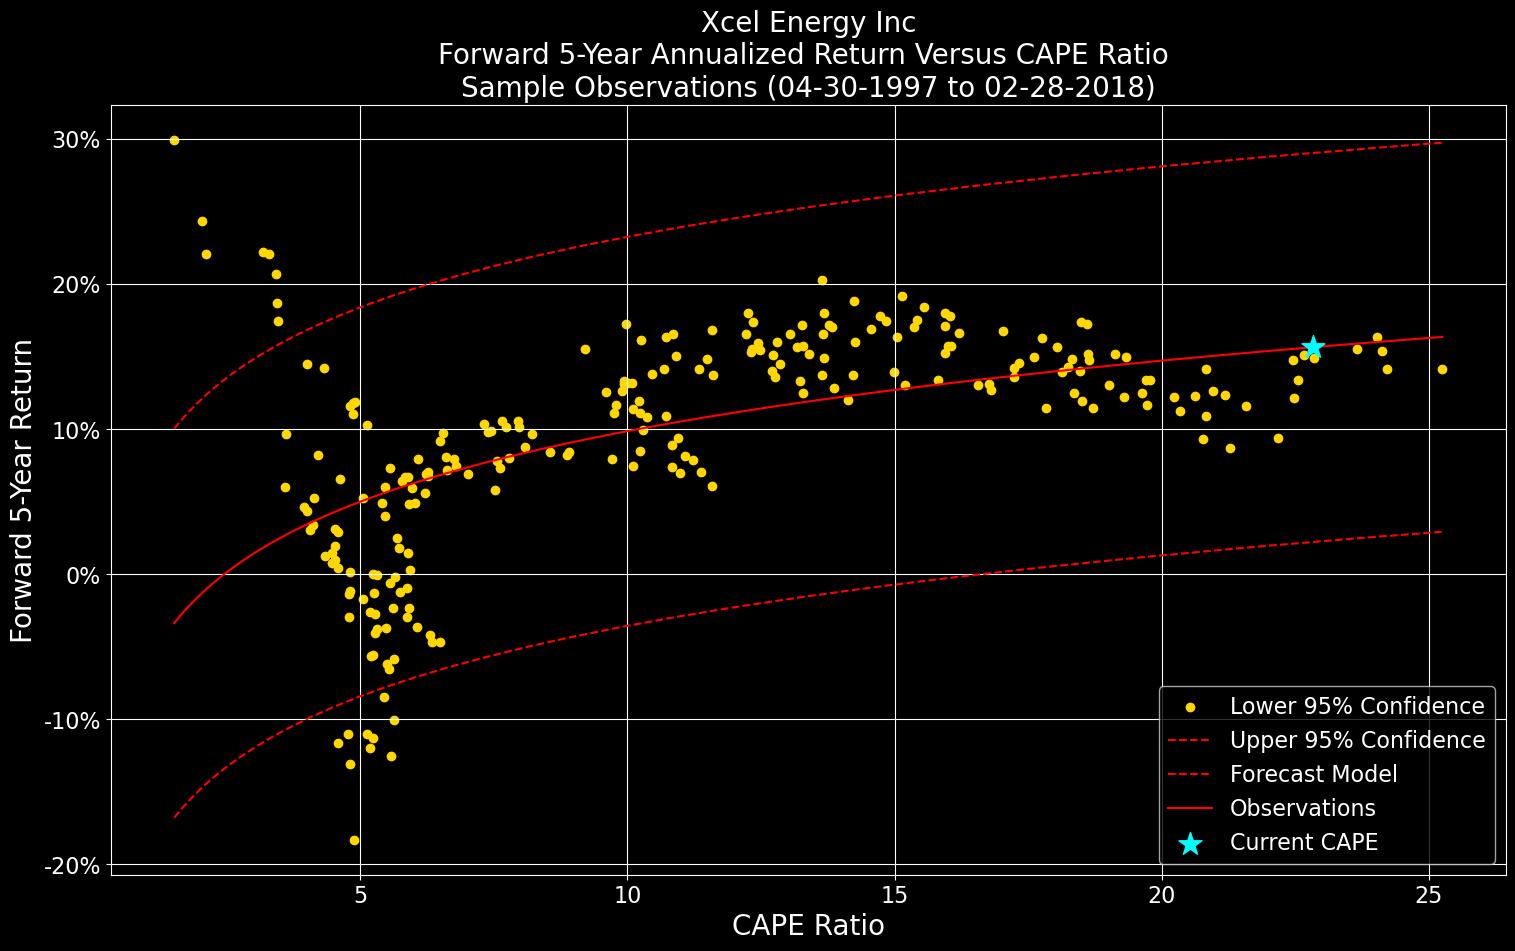 Xcel Energy Inc
Forward 5-Year Annualized Return Versus CAPE Ratio
Sample Observations (04-30-1997 to 02-28-2018)
Forward 5-Year Return
30%
20%
10%
0%
-10%
-20%
5
10
15
20
25
CAPE Ratio
Lower 95% Confidence
Upper 95% Confidence
Forecast Model
Observations
Current CAPE